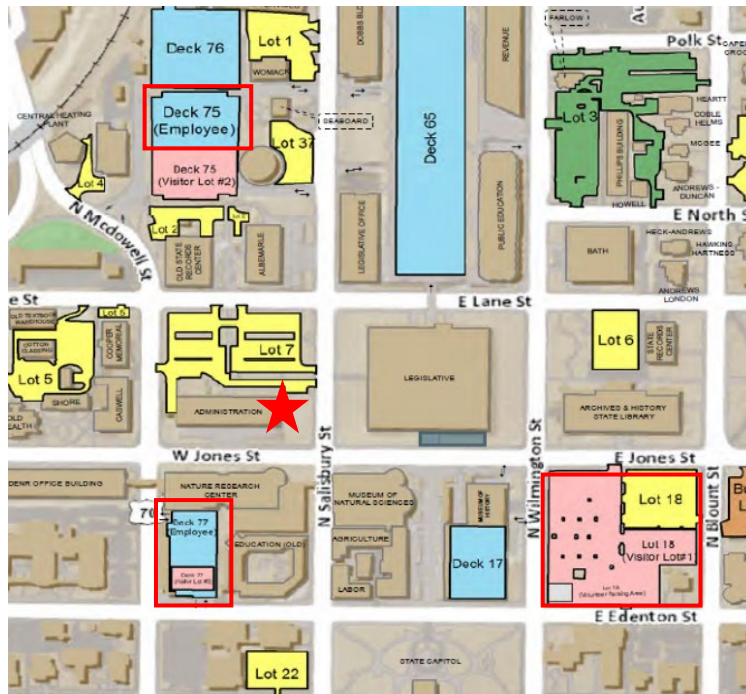 Deck 76
Lot 1
WOMACK
DOBBS BLDG
REVENUE
FARLOW
Polk St
Deck 75
(Employee)
SEABOARD
Lot 37
Deck 65
CENTRAL HEATING
PLANT
Lot 4
Deck 75
(Visitor Lot #2)
Lot 3
PHILLIPS BUILDING
HEARTT
COBLE
HELMS
MCGEE
ANDREWS -
DUNCAN
HOWELL
N Mcdowell St
Lot 2
OLD STATE
RECORDS
CENTER
ALBEMARLE
LEGISLATIVE OFFICE
PUBLIC EDUCATION
E North S
BATH
HECK-ANDREWS
HAWKINS
HARTNESS
ANDREWS
LONDON
e St
E Lane St
OLD TEXTBOOK
WAREHOUSE
COTTON
CLASSING
COOPER
MEMORIAL
Lot 5
SHORE
CASWELL
OLD
EALTH
Lot 7
ADMINISTRATION
LEGISLATIVE
Lot 6
STATE
RECORDS
CENTER
ARCHIVES & HISTORY
STATE LIBRARY
W Jones St
N Salisbury St
N Wilmington St
E Jones St
N Blount St
DENR OFFICE BUILDING
NATURE RESEARCH
CENTER
70
Deck 77
(Employee)
EDUCATION (OLD)
MUSEUM OF
NATURAL SCIENCES
AGRICULTURE
LABOR
MUSEUM OF
HISTORY
Deck 17
Lot 18
Lot 18
(Visitor Lot#1)
(Volunteer Parking Area)
E Edenton St
Lot 22
STATE CAPITOL